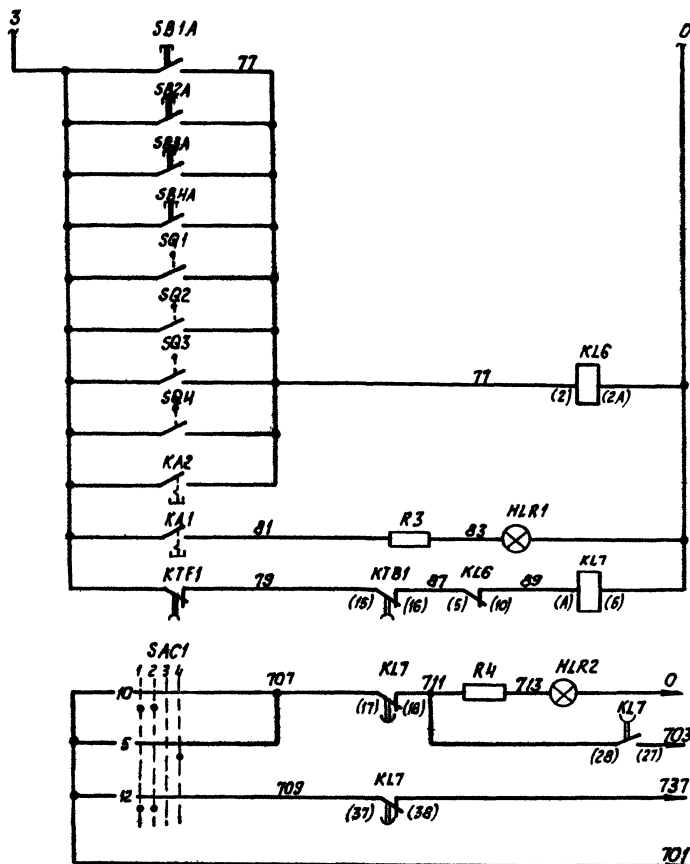 3
0
SB1A
77
SB2A
SB3A
SB4A
SQ1
SQ2
SQ3
77
KL6
(2)
(2A)
SQ4
KA2
KA1
81
R3
83
HLR1
KTF1
79
(15)
KTB1
(16)
87
(5)
KL6
(10)
89
(А)
KL7
(Б)
SAC1
1 2 3 4
10
707
KL7
(17)
(18)
711
R4
713
HLR2
0
5
KL7
(28)
(27)
703
12
709
KL7
(37)
(38)
737
701